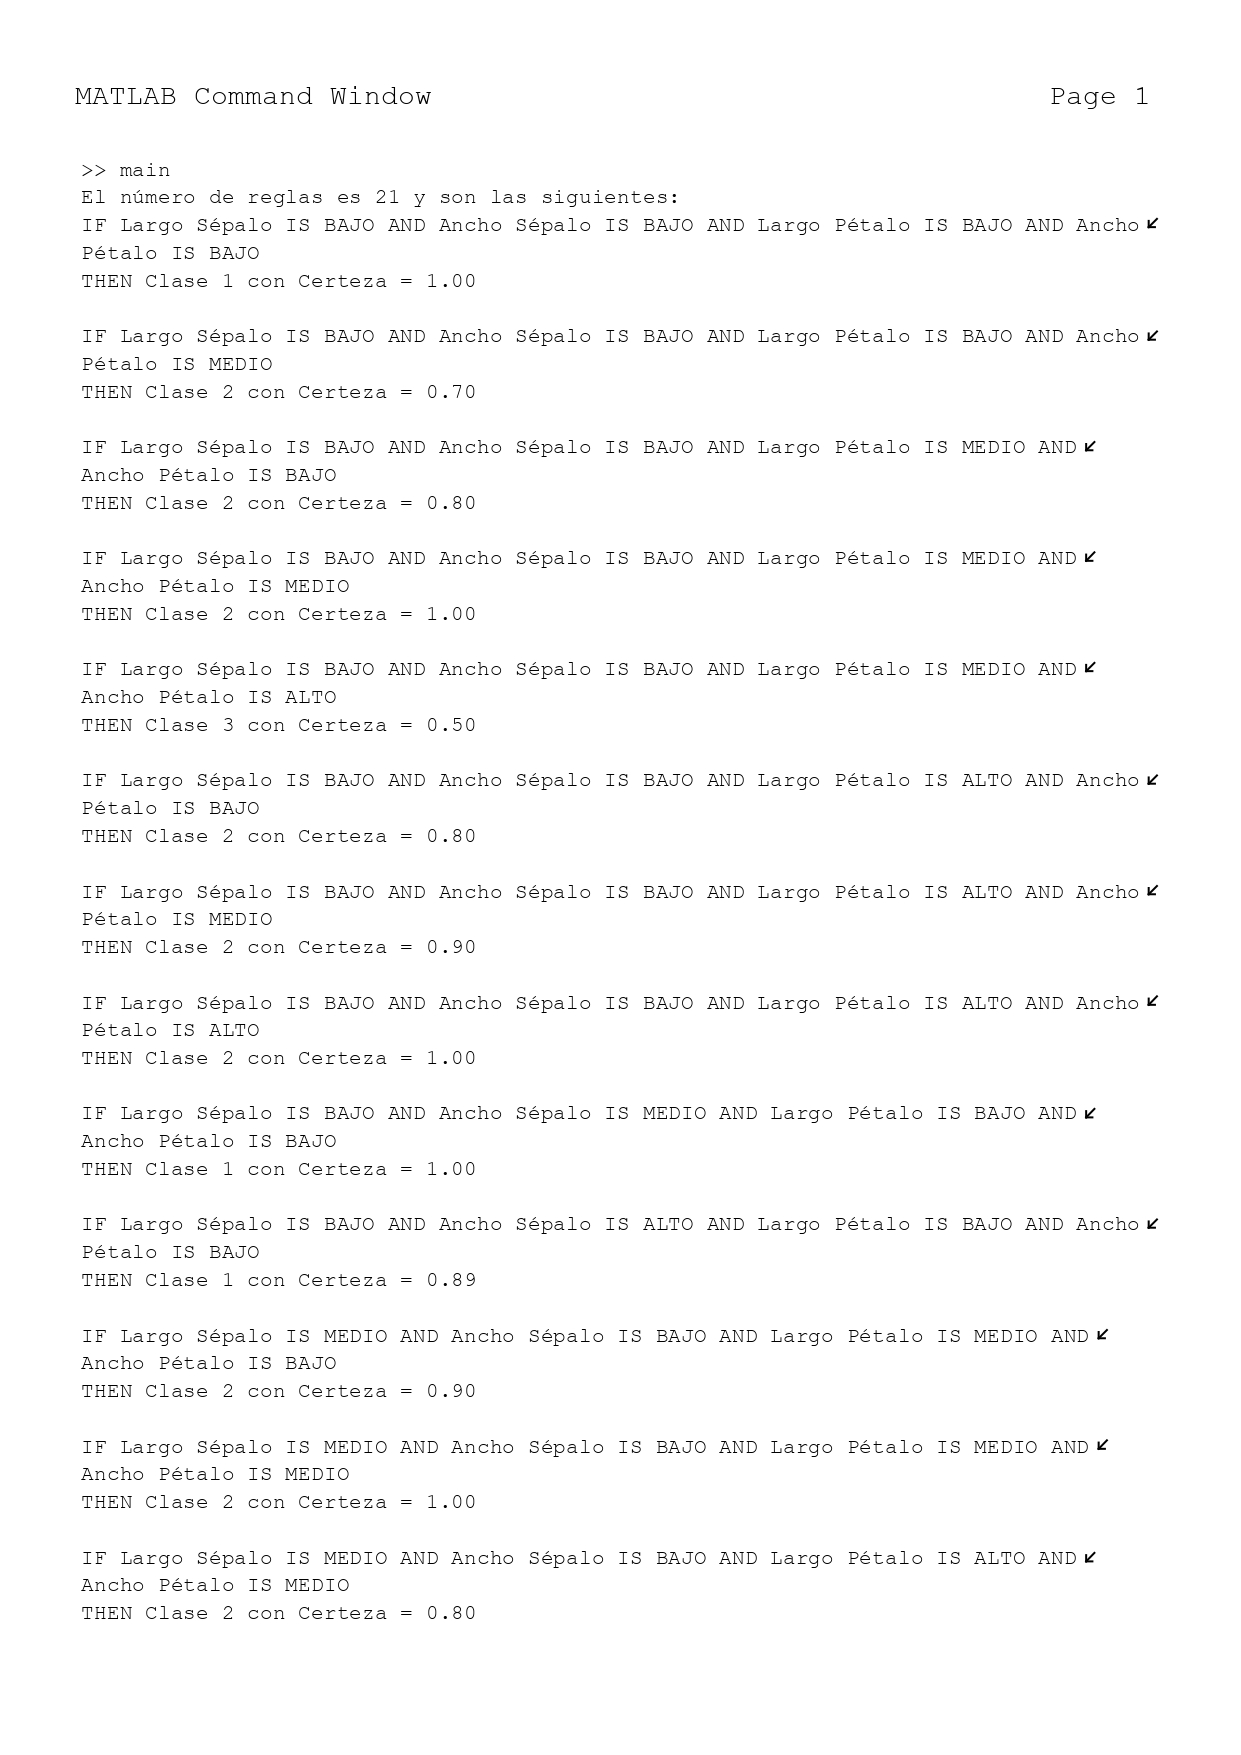 MATLAB Command Window Page 1
>> main
El número de reglas es 21 y son las siguientes:
IF Largo Sépalo IS BAJO AND Ancho Sépalo IS BAJO AND Largo Pétalo IS BAJO AND Ancho↙
Pétalo IS BAJO
THEN Clase 1 con Certeza = 1.00
IF Largo Sépalo IS BAJO AND Ancho Sépalo IS BAJO AND Largo Pétalo IS BAJO AND Ancho↙
Pétalo IS MEDIO
THEN Clase 2 con Certeza = 0.70
IF Largo Sépalo IS BAJO AND Ancho Sépalo IS BAJO AND Largo Pétalo IS MEDIO AND↙
Ancho Pétalo IS BAJO
THEN Clase 2 con Certeza = 0.80
IF Largo Sépalo IS BAJO AND Ancho Sépalo IS BAJO AND Largo Pétalo IS MEDIO AND↙
Ancho Pétalo IS MEDIO
THEN Clase 2 con Certeza = 1.00
IF Largo Sépalo IS BAJO AND Ancho Sépalo IS BAJO AND Largo Pétalo IS MEDIO AND↙
Ancho Pétalo IS ALTO
THEN Clase 3 con Certeza = 0.50
IF Largo Sépalo IS BAJO AND Ancho Sépalo IS BAJO AND Largo Pétalo IS ALTO AND Ancho↙
Pétalo IS BAJO
THEN Clase 2 con Certeza = 0.80
IF Largo Sépalo IS BAJO AND Ancho Sépalo IS BAJO AND Largo Pétalo IS ALTO AND Ancho↙
Pétalo IS MEDIO
THEN Clase 2 con Certeza = 0.90
IF Largo Sépalo IS BAJO AND Ancho Sépalo IS BAJO AND Largo Pétalo IS ALTO AND Ancho↙
Pétalo IS ALTO
THEN Clase 2 con Certeza = 1.00
IF Largo Sépalo IS BAJO AND Ancho Sépalo IS MEDIO AND Largo Pétalo IS BAJO AND↙
Ancho Pétalo IS BAJO
THEN Clase 1 con Certeza = 1.00
IF Largo Sépalo IS BAJO AND Ancho Sépalo IS ALTO AND Largo Pétalo IS BAJO AND Ancho↙
Pétalo IS BAJO
THEN Clase 1 con Certeza = 0.89
IF Largo Sépalo IS MEDIO AND Ancho Sépalo IS BAJO AND Largo Pétalo IS MEDIO AND↙
Ancho Pétalo IS BAJO
THEN Clase 2 con Certeza = 0.90
IF Largo Sépalo IS MEDIO AND Ancho Sépalo IS BAJO AND Largo Pétalo IS MEDIO AND↙
Ancho Pétalo IS MEDIO
THEN Clase 2 con Certeza = 1.00
IF Largo Sépalo IS MEDIO AND Ancho Sépalo IS BAJO AND Largo Pétalo IS ALTO AND↙
Ancho Pétalo IS MEDIO
THEN Clase 2 con Certeza = 0.80